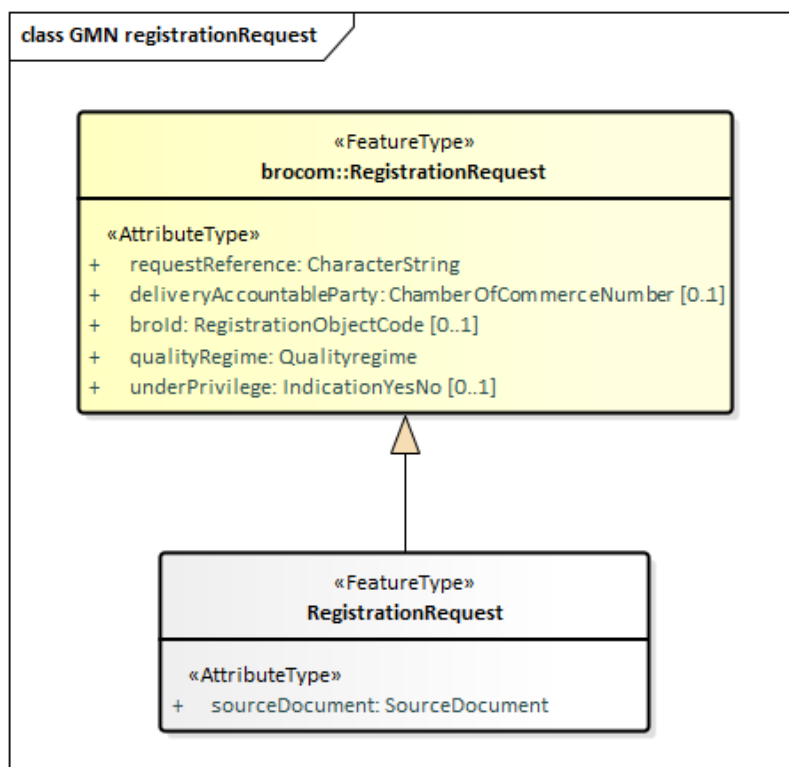 class GMN registrationRequest
«FeatureType»
brocom::RegistrationRequest
«AttributeType»
+ requestReference: CharacterString
+ deliveryAccountableParty: ChamberOfCommerceNumber [0..1]
+ broId: RegistrationObjectCode [0..1]
+ qualityRegime: Qualityregime
+ underPrivilege: IndicationYesNo [0..1]
«FeatureType»
RegistrationRequest
«AttributeType»
+ sourceDocument: SourceDocument